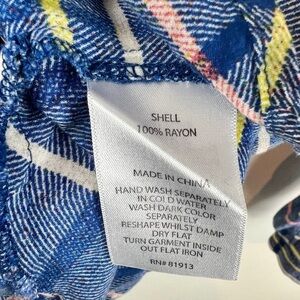 SHELL
100% RAYON
MADE IN CHINA
HAND WASH SEPARATELY
IN COLD WATER
WASH DARK COLOR
SEPARATELY
RESHAPE WHILST DAMP
DRY FLAT
TURN GARMENT INSIDE
OUT FLAT IRON
RN# 81913